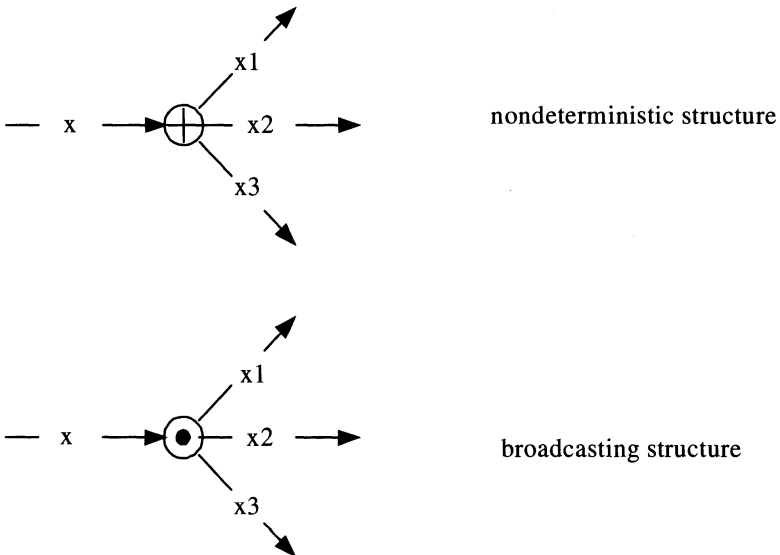 x1
x x2 nondeterministic structure
x3
x1
x x2 broadcasting structure
x3